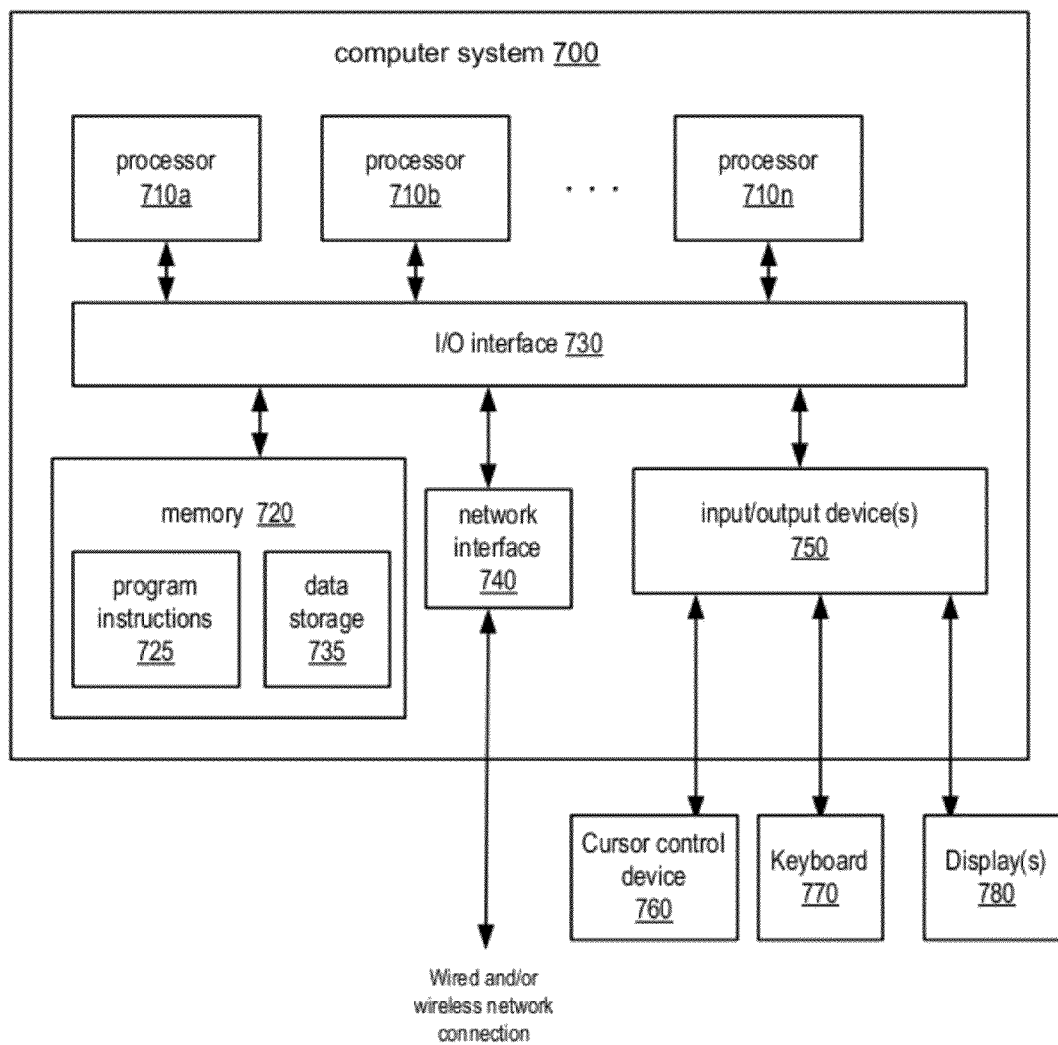 computer system 700
processor
710a
processor
710b
. . .
processor
710n
I/O interface 730
memory 720
program
instructions
725
data
storage
735
network
interface
740
input/output device(s)
750
Cursor control
device
760
Keyboard
770
Display(s)
780
Wired and/or
wireless network
connection